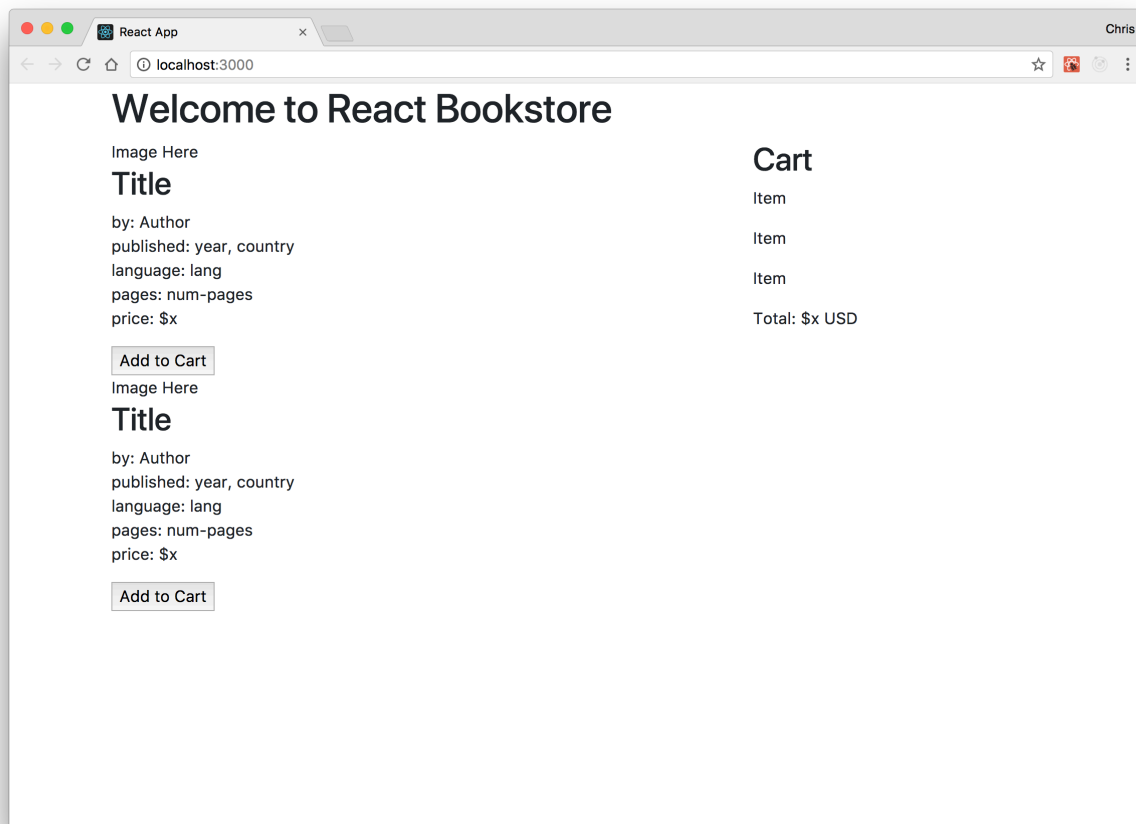 React App
Chris
localhost:3000
Welcome to React Bookstore
Image Here
Title
by: Author
published: year, country
language: lang
pages: num-pages
price: $x
Add to Cart
Image Here
Title
by: Author
published: year, country
language: lang
pages: num-pages
price: $x
Add to Cart
Cart
Item
Item
Item
Total: $x USD